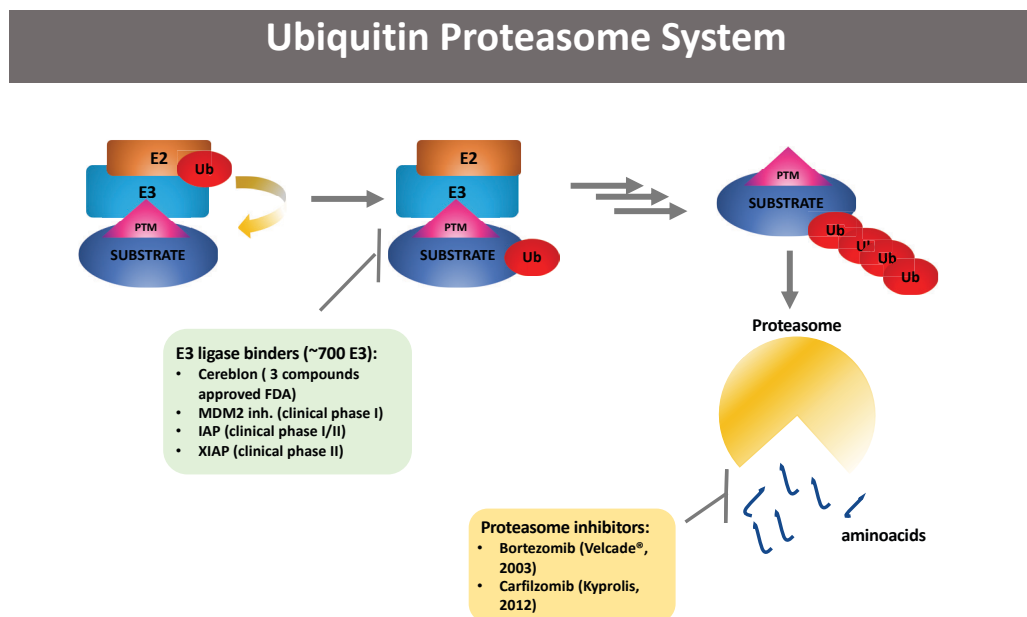 Ubiquitin Proteasome System
E2
Ub
E3
PTM
SUBSTRATE
E2
E3
PTM
SUBSTRATE
Ub
PTM
SUBSTRATE
Ub
Ub
Ub
Ub
E3 ligase binders (~700 E3):
• Cereblon ( 3 compounds
approved FDA)
• MDM2 inh. (clinical phase I)
• IAP (clinical phase I/II)
• XIAP (clinical phase II)
Proteasome
aminoacids
Proteasome inhibitors:
• Bortezomib (Velcade®,
2003)
• Carfilzomib (Kyprolis,
2012)